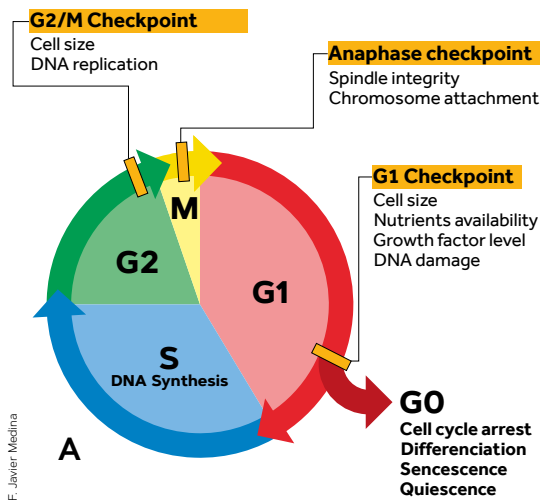 G2/M Checkpoint
Cell size
DNA replication
Anaphase checkpoint
Spindle integrity
Chromosome attachment
G1 Checkpoint
Cell size
Nutrients availability
Growth factor level
DNA damage
M
G2
G1
S
DNA Synthesis
G0
Cell cycle arrest
Differenciation
Sencescence
Quiescence
A
F. Javier Medina